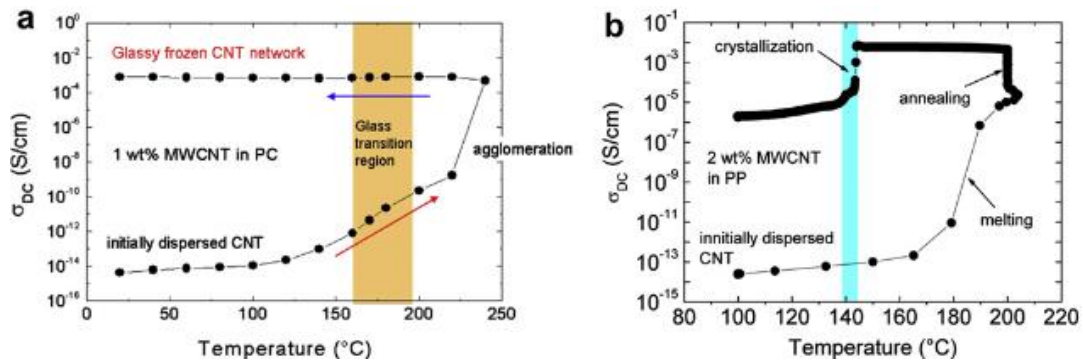 a
10⁰
10⁻²
10⁻⁴
10⁻⁶
10⁻⁸
10⁻¹⁰
10⁻¹²
10⁻¹⁴
10⁻¹⁶
σDC (S/cm)
Glassy frozen CNT network
1 wt% MWCNT in PC
Glass
transition
region
agglomeration
initially dispersed CNT
0 50 100 150 200 250
Temperature (°C)
b
10⁻¹
10⁻³
10⁻⁵
10⁻⁷
10⁻⁹
10⁻¹¹
10⁻¹³
10⁻¹⁵
σDC (S/cm)
crystallization
annealing
2 wt% MWCNT
in PP
melting
innitially dispersed
CNT
80 100 120 140 160 180 200 220
Temperature (°C)